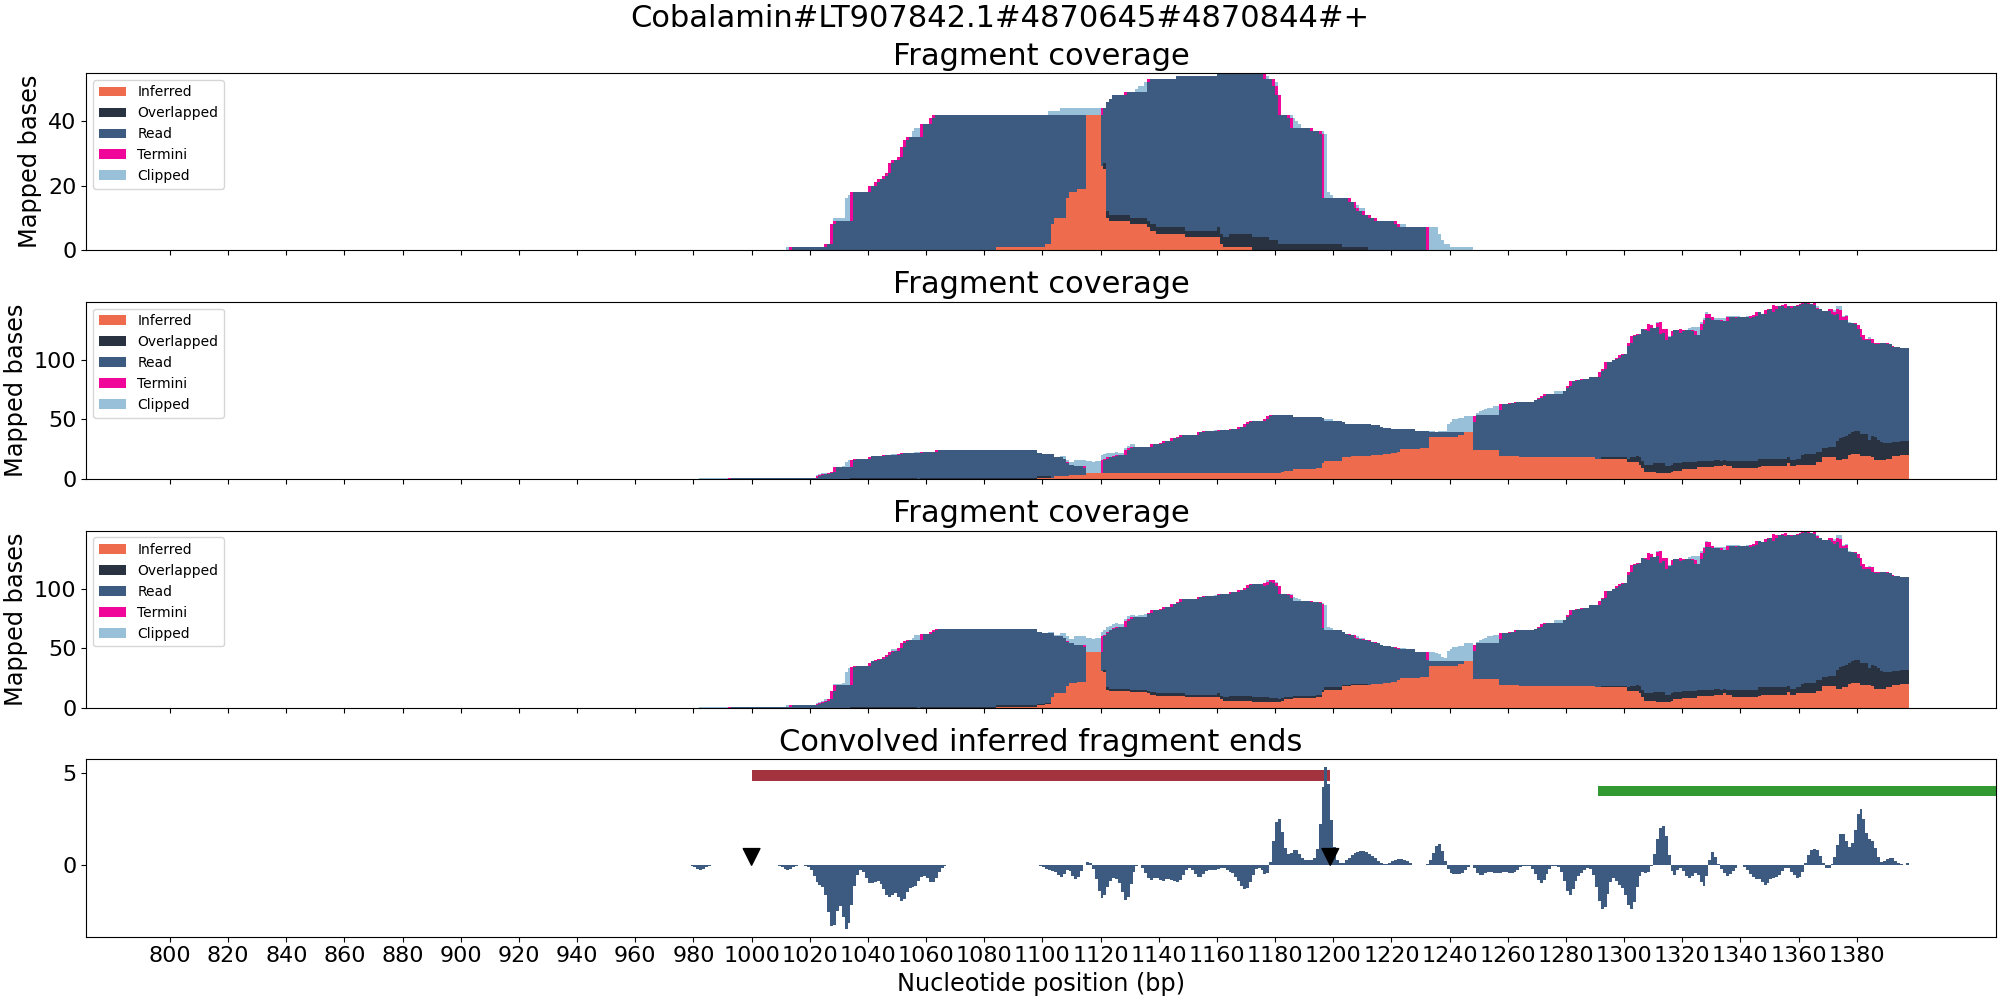 Cobalamin#LT907842.1#4870645#4870844#+
Fragment coverage
Mapped bases
40
20
0
Inferred
Overlapped
Read
Termini
Clipped
Fragment coverage
Mapped bases
100
50
0
Inferred
Overlapped
Read
Termini
Clipped
Fragment coverage
Mapped bases
100
50
0
Inferred
Overlapped
Read
Termini
Clipped
Convolved inferred fragment ends
5
0
800 820 840 860 880 900 920 940 960 980 1000 1020 1040 1060 1080 1100 1120 1140 1160 1180 1200 1220 1240 1260 1280 1300 1320 1340 1360 1380
Nucleotide position (bp)